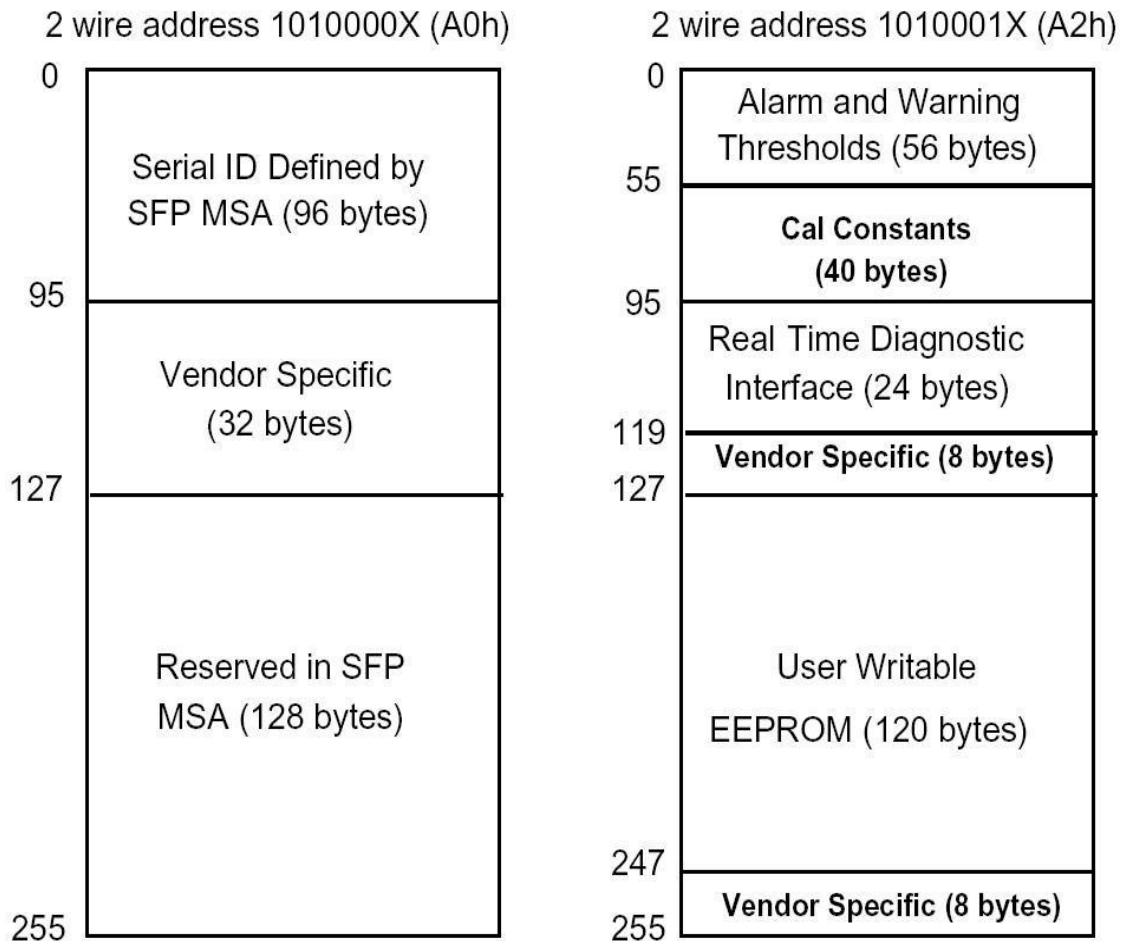 2 wire address 1010000X (A0h)
0
Serial ID Defined by
SFP MSA (96 bytes)
95
Vendor Specific
(32 bytes)
127
Reserved in SFP
MSA (128 bytes)
255
2 wire address 1010001X (A2h)
0
Alarm and Warning
Thresholds (56 bytes)
55
Cal Constants
(40 bytes)
95
Real Time Diagnostic
Interface (24 bytes)
119
Vendor Specific (8 bytes)
127
User Writable
EEPROM (120 bytes)
247
Vendor Specific (8 bytes)
255